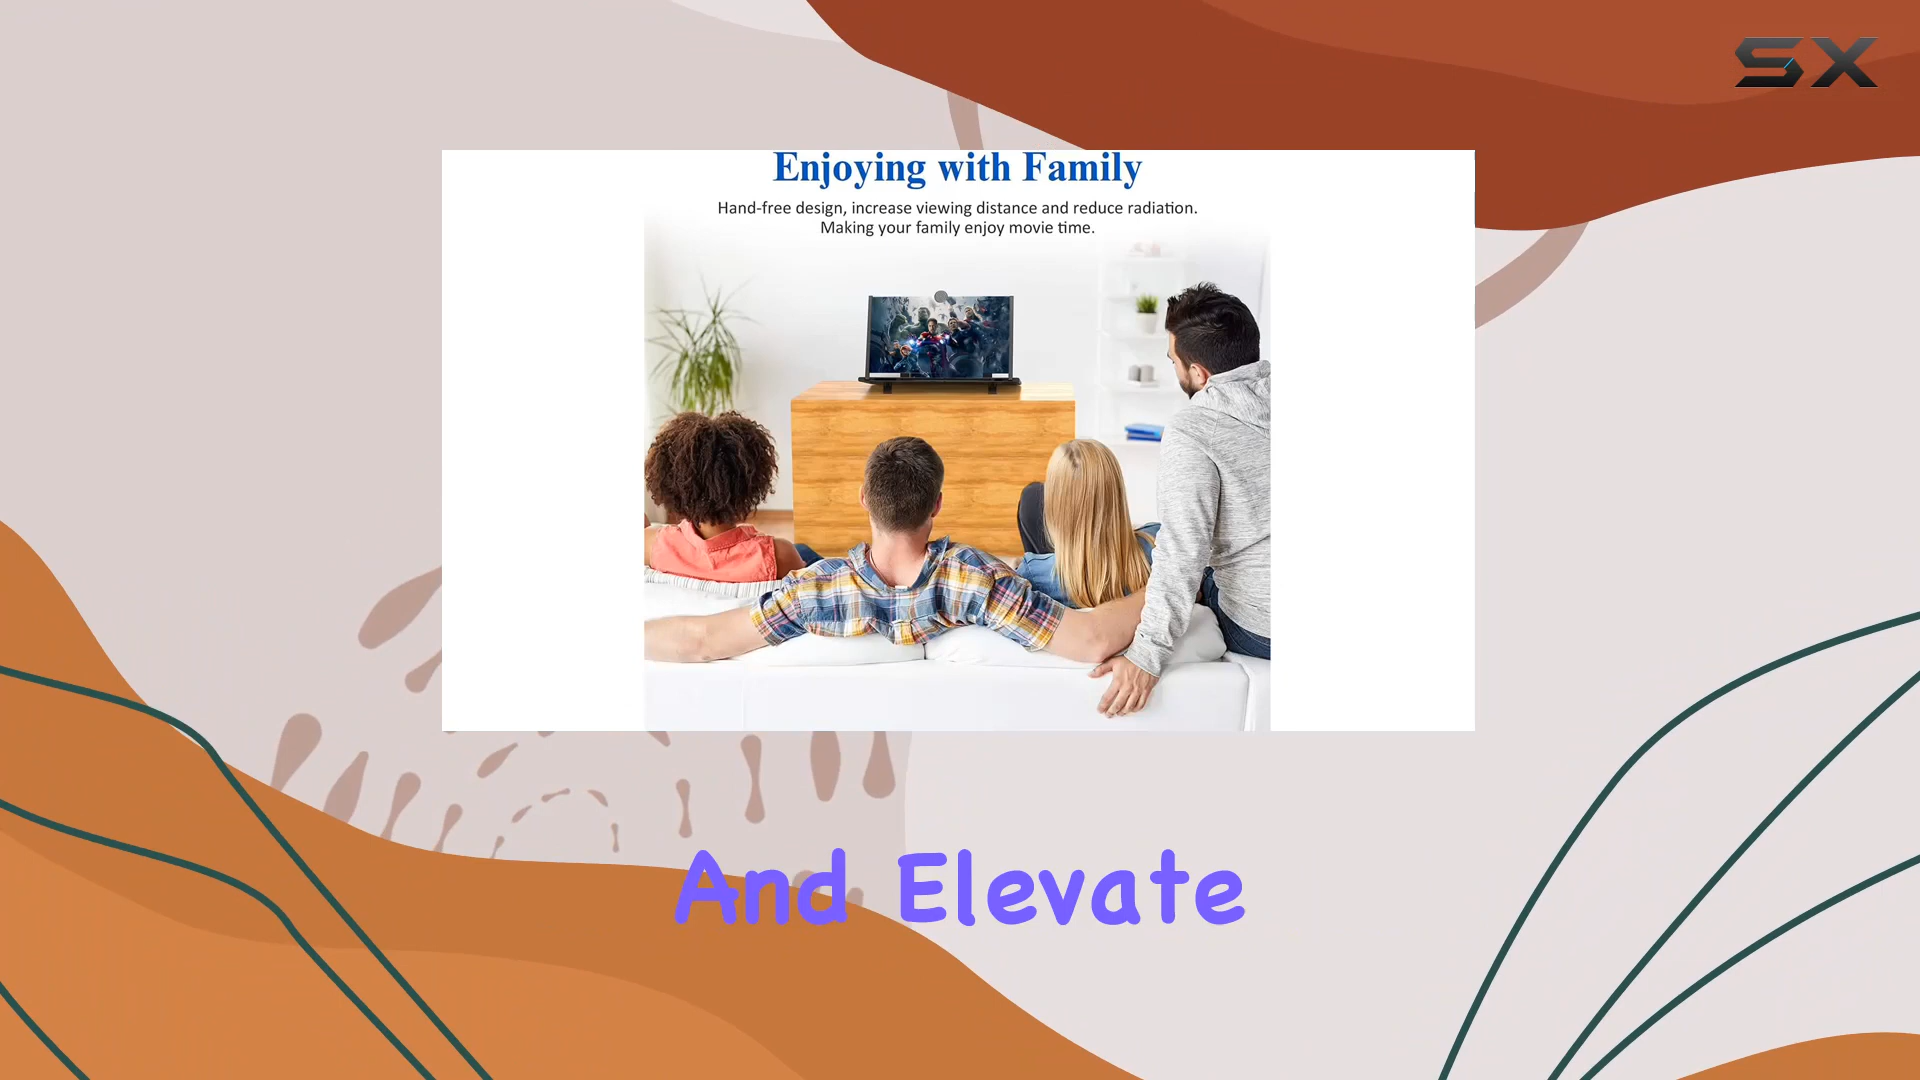 SX
Enjoying with Family
Hand-free design, increase viewing distance and reduce radiation.
Making your family enjoy movie time.
And Elevate